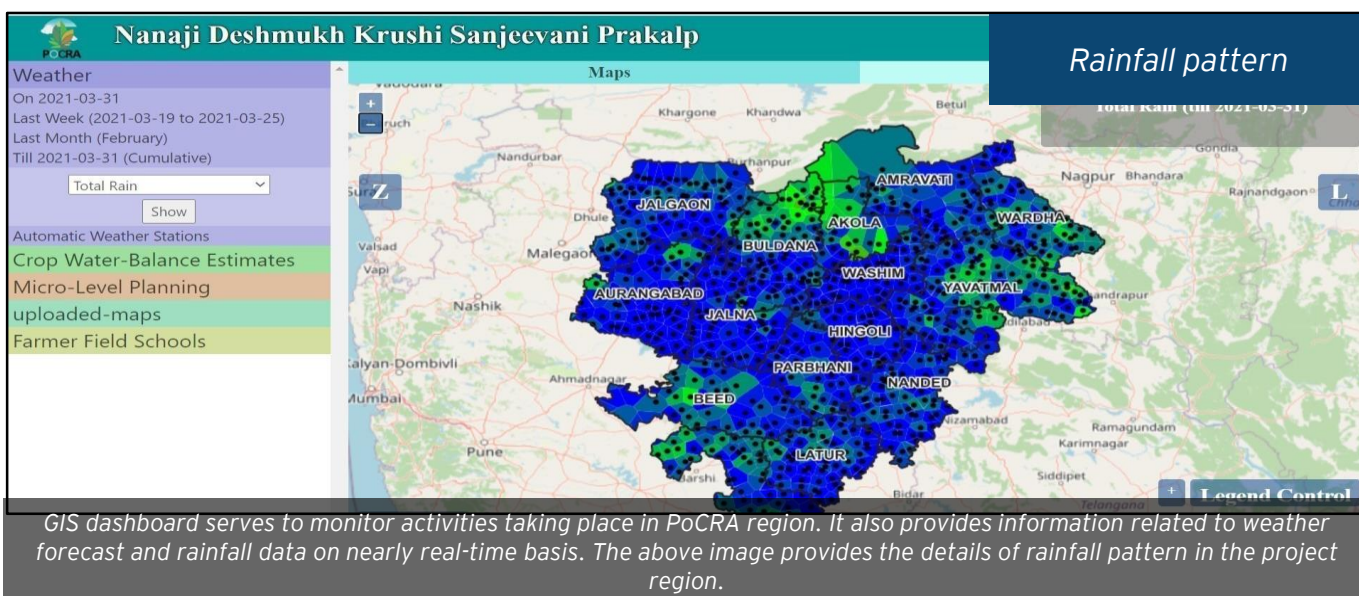 Nanaji Deshmukh Krushi Sanjeevani Prakalp
POCRA
Rainfall pattern
Weather
On 2021-03-31
Last Week (2021-03-19 to 2021-03-25)
Last Month (February)
Till 2021-03-31 (Cumulative)
Total Rain
Show
Automatic Weather Stations
Crop Water-Balance Estimates
Micro-Level Planning
uploaded-maps
Farmer Field Schools
Maps
Total Rain (till 2021-03-31)
+
−
Z
L
Khargone
Khandwa
Betul
Gondia
Nandurbar
Nagpur
Bhandara
Rajnandgaon
AMRAVATI
JALGAON
Dhule
WARDHA
AKOLA
BULDANA
Valsad
Malegaon
Vapi
WASHIM
YAVATMAL
AURANGABAD
Nashik
JALNA
HINGOLI
Kalyan-Dombivli
PARBHANI
Ahmadnagar
NANDED
Mumbai
BEED
Nizamabad
Ramagundam
Karimnagar
Pune
LATUR
Siddipet
Bidar
Telangana
+ Legend Control
GIS dashboard serves to monitor activities taking place in PoCRA region. It also provides information related to weather
forecast and rainfall data on nearly real-time basis. The above image provides the details of rainfall pattern in the project
region.